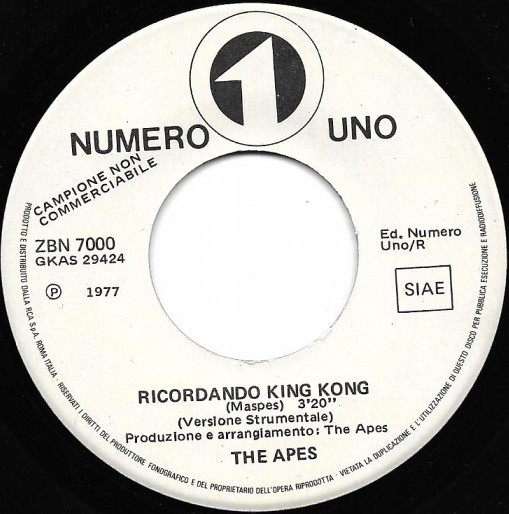 1
NUMERO UNO
CAMPIONE NON
COMMERCIABILE
ZBN 7000
GKAS 29424
Ⓟ 1977
Ed. Numero
Uno/R
SIAE
RICORDANDO KING KONG
(Maspes) 3'20''
(Versione Strumentale)
Produzione e arrangiamento: The Apes
THE APES
PRODOTTO E DISTRIBUITO DALLA RCA S.p.A. ROMA ITALIA - RISERVATI I DIRITTI DEL PRODUTTORE FONOGRAFICO E DEL PROPRIETARIO DELL'OPERA RIPRODOTTA - VIETATA LA DUPLICAZIONE E L'UTILIZZAZIONE DI QUESTO DISCO PER PUBBLICA ESECUZIONE E RADIODIFFUSIONE